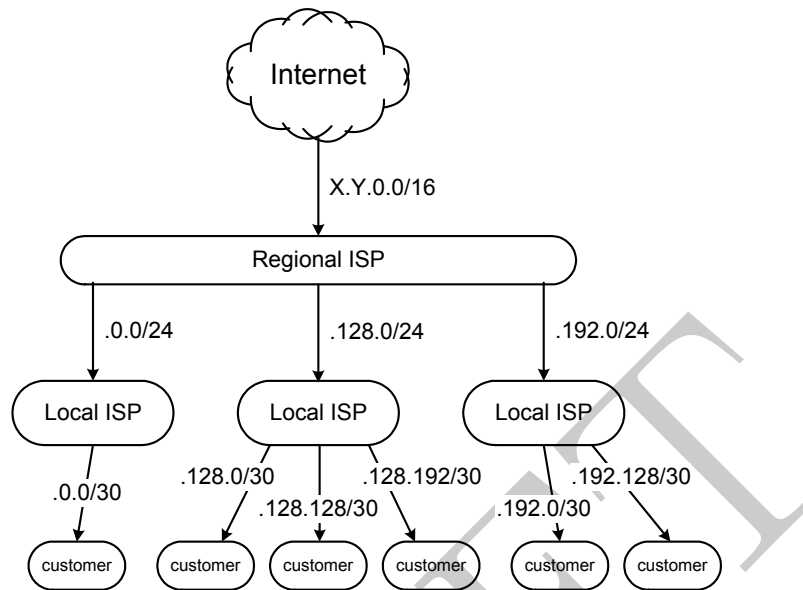 Internet
X.Y.0.0/16
Regional ISP
.0.0/24
.128.0/24
.192.0/24
Local ISP
Local ISP
Local ISP
.0.0/30
.128.0/30
.128.128/30
.128.192/30
.192.0/30
.192.128/30
customer
customer
customer
customer
customer
customer